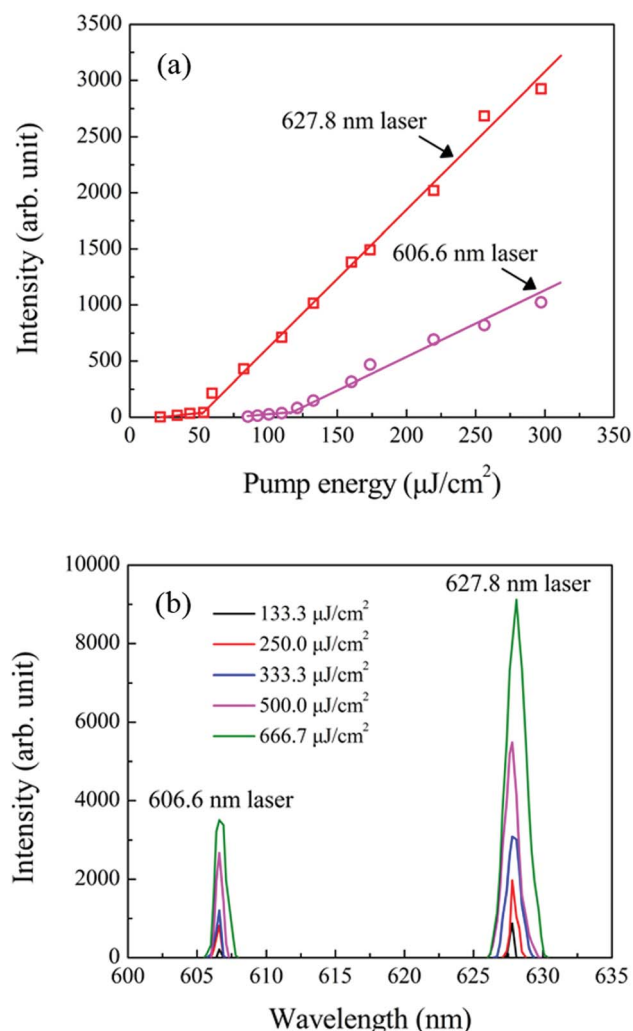 3500
(a)
3000
627.8 nm laser
2500
2000
1500
606.6 nm laser
1000
500
0
0 50 100 150 200 250 300 350
Intensity (arb. unit)
Pump energy (μJ/cm²)
10000
(b)
627.8 nm laser
133.3 μJ/cm²
8000
250.0 μJ/cm²
333.3 μJ/cm²
500.0 μJ/cm²
6000
666.7 μJ/cm²
606.6 nm laser
4000
2000
0
600 605 610 615 620 625 630 635
Intensity (arb. unit)
Wavelength (nm)